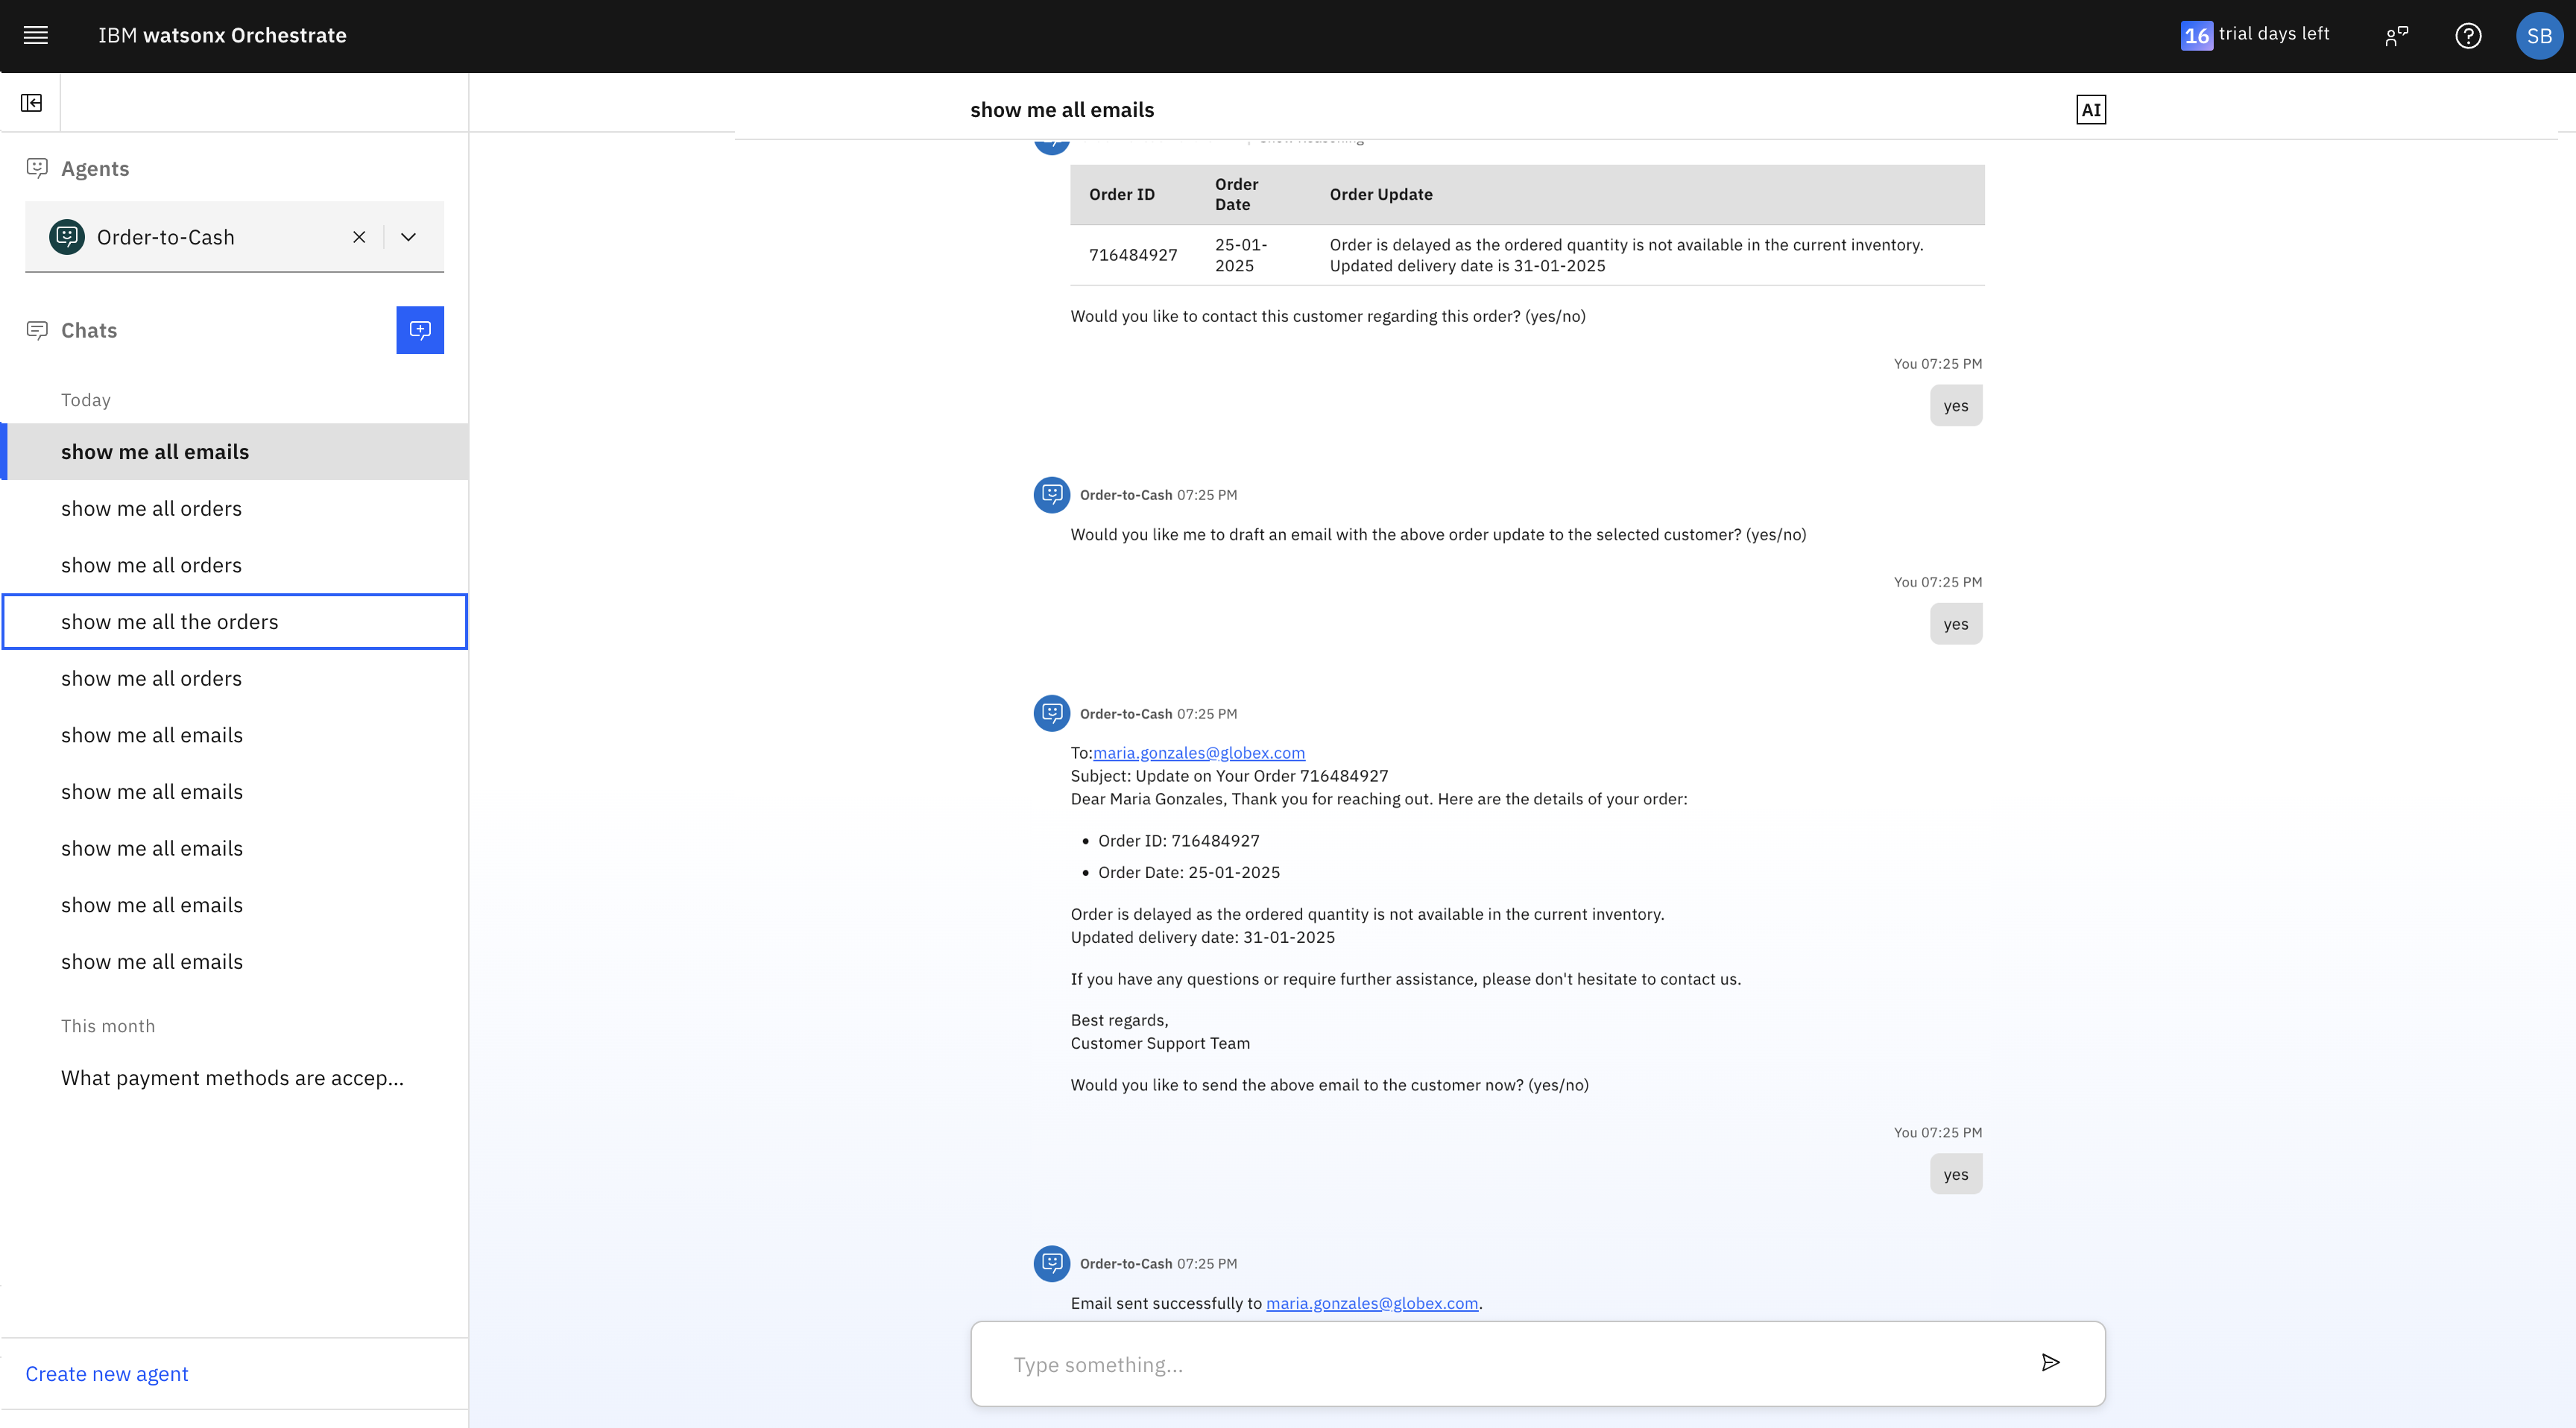 IBM watsonx Orchestrate
16 trial days left
SB
show me all emails
AI
Agents
Order-to-Cash
Chats
Today
show me all emails
show me all orders
show me all orders
show me all the orders
show me all orders
show me all emails
show me all emails
show me all emails
show me all emails
show me all emails
This month
What payment methods are accep...
Create new agent
Show Reasoning
Order ID
Order
Date
Order Update
716484927
25-01-
2025
Order is delayed as the ordered quantity is not available in the current inventory.
Updated delivery date is 31-01-2025
Would you like to contact this customer regarding this order? (yes/no)
You 07:25 PM
yes
Order-to-Cash 07:25 PM
Would you like me to draft an email with the above order update to the selected customer? (yes/no)
You 07:25 PM
yes
Order-to-Cash 07:25 PM
To:maria.gonzales@globex.com
Subject: Update on Your Order 716484927
Dear Maria Gonzales, Thank you for reaching out. Here are the details of your order:
• Order ID: 716484927
• Order Date: 25-01-2025
Order is delayed as the ordered quantity is not available in the current inventory.
Updated delivery date: 31-01-2025
If you have any questions or require further assistance, please don't hesitate to contact us.
Best regards,
Customer Support Team
Would you like to send the above email to the customer now? (yes/no)
You 07:25 PM
yes
Order-to-Cash 07:25 PM
Email sent successfully to maria.gonzales@globex.com.
Type something...